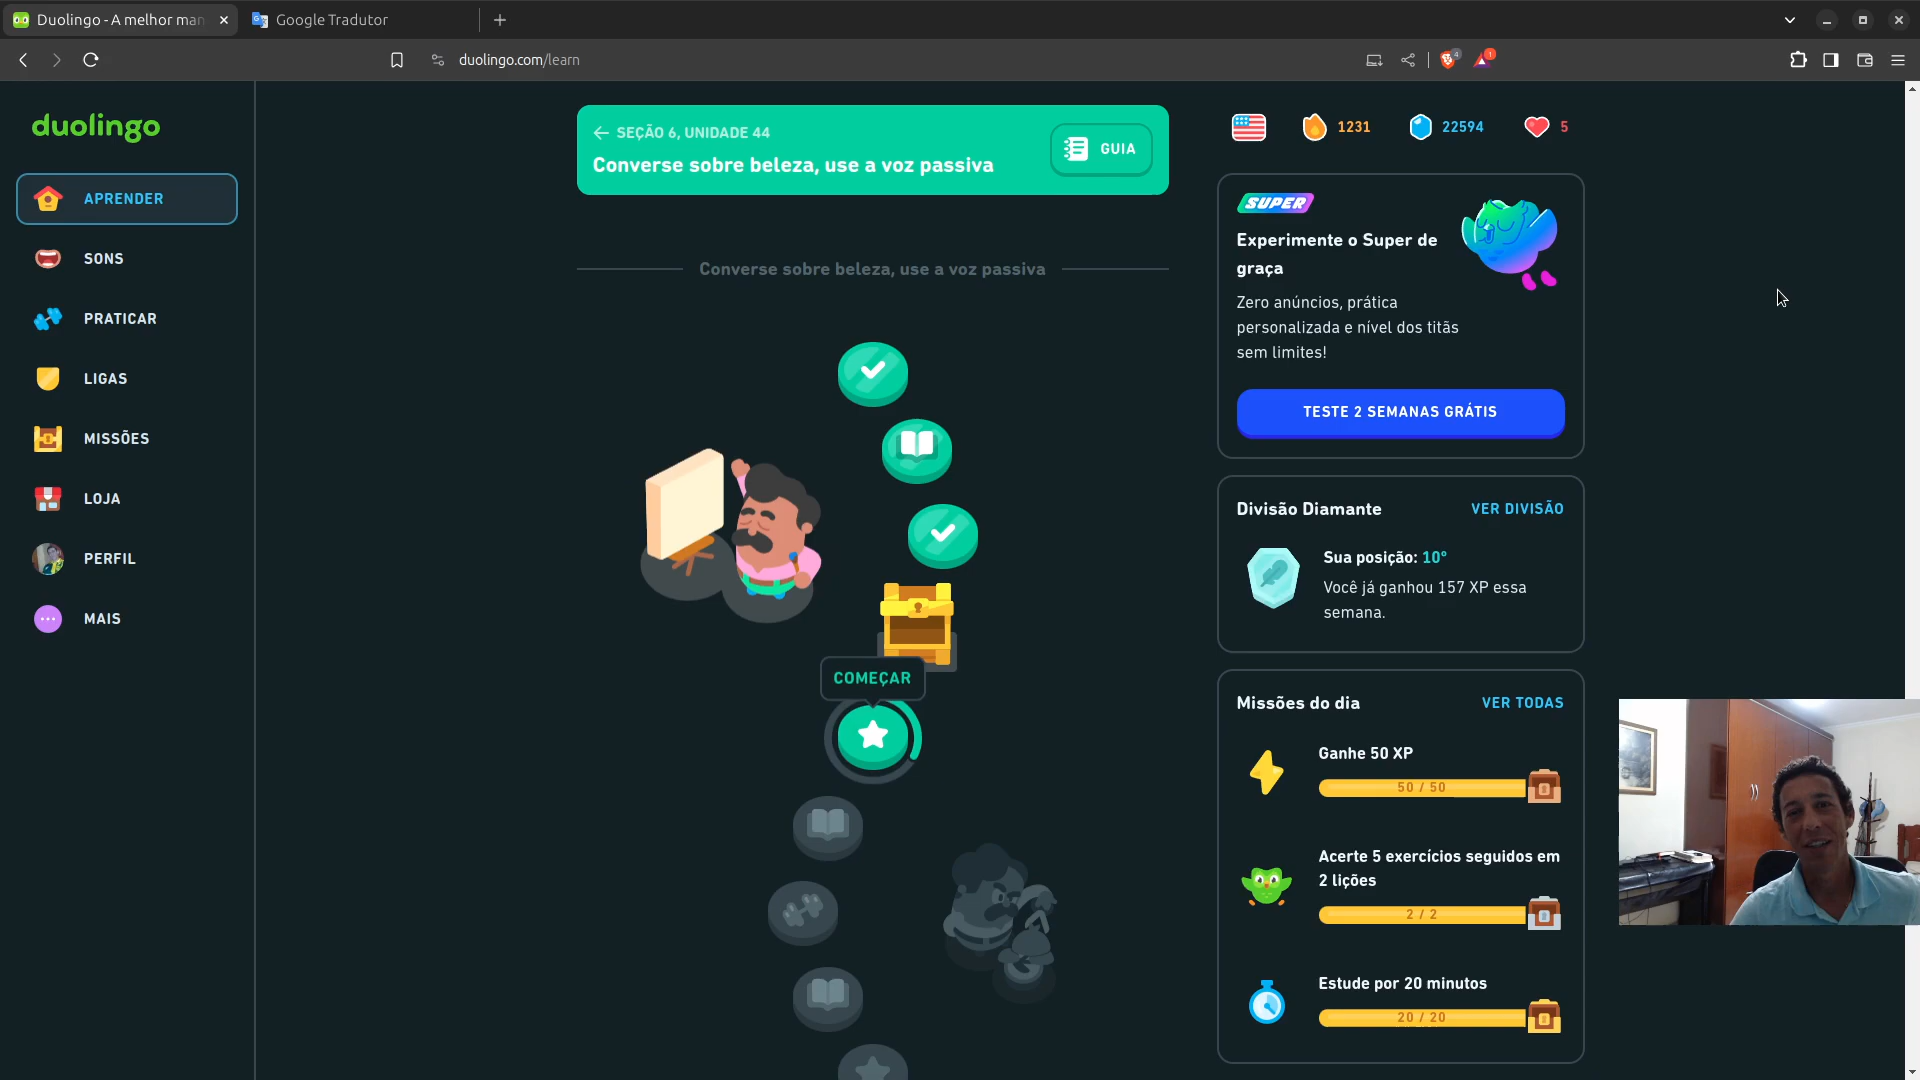 Duolingo - A melhor man
Google Tradutor
duolingo.com/learn
4
1
duolingo
APRENDER
SONS
PRATICAR
LIGAS
MISSÕES
LOJA
PERFIL
MAIS
SEÇÃO 6, UNIDADE 44
Converse sobre beleza, use a voz passiva
GUIA
Converse sobre beleza, use a voz passiva
COMEÇAR
1231
22594
5
SUPER
Experimente o Super de
graça
Zero anúncios, prática
personalizada e nível dos titãs
sem limites!
TESTE 2 SEMANAS GRÁTIS
Divisão Diamante
VER DIVISÃO
Sua posição: 10º
Você já ganhou 157 XP essa
semana.
Missões do dia
VER TODAS
Ganhe 50 XP
50 / 50
Acerte 5 exercícios seguidos em
2 lições
2 / 2
Estude por 20 minutos
20 / 20